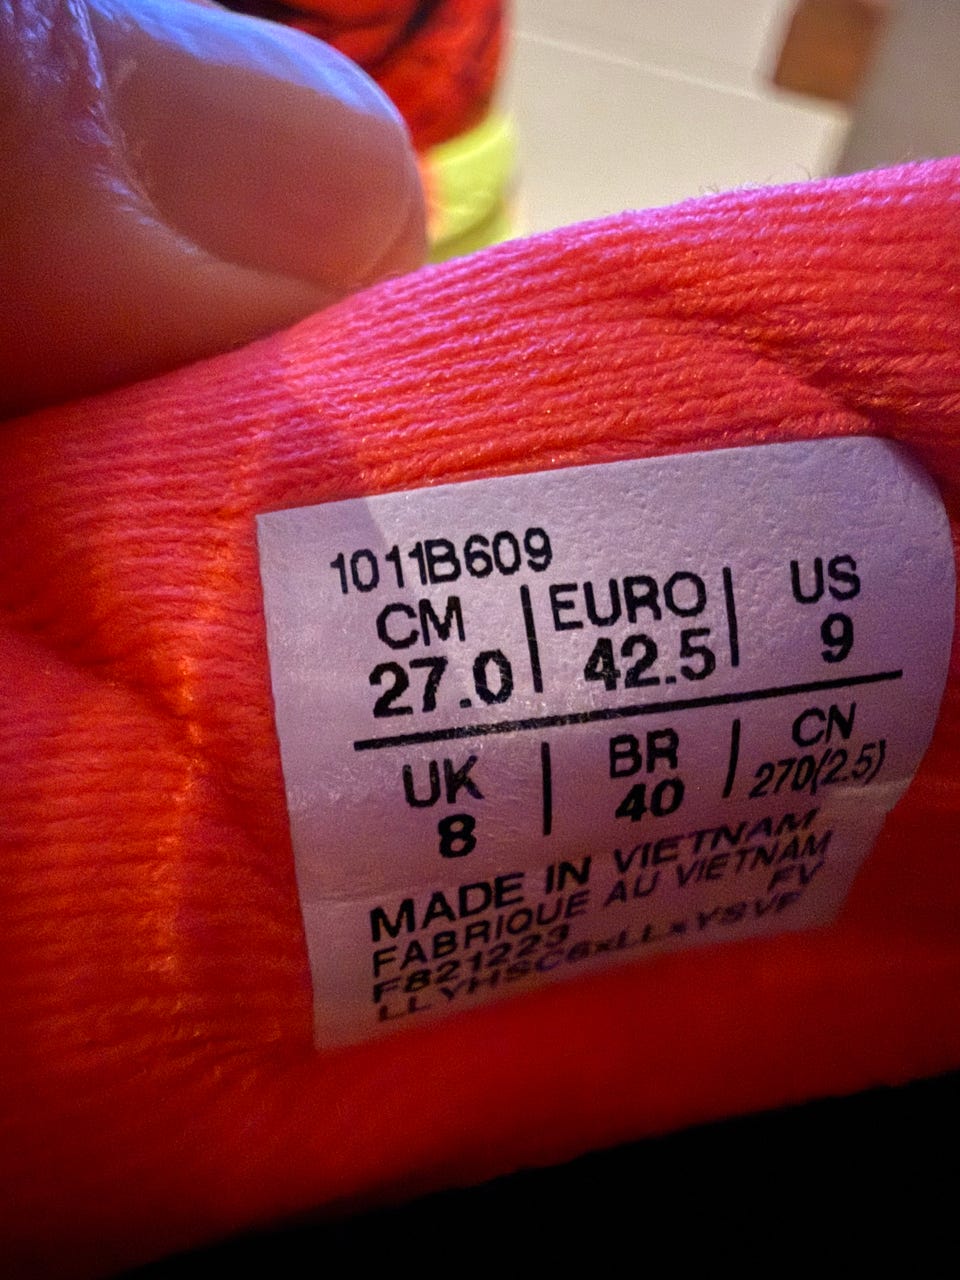 1011B609
CM | EURO | US
27.0 | 42.5 | 9
UK | BR | CN
8 | 40 | 270(2.5)
MADE IN VIETNAM
FABRIQUE AU VIETNAM
F821223 FV